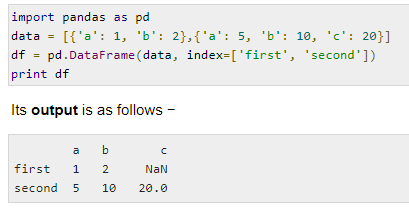 import pandas as pd
data = [{'a': 1, 'b': 2},{'a': 5, 'b': 10, 'c': 20}]
df = pd.DataFrame(data, index=['first', 'second'])
print df
Its output is as follows −
a b c
first 1 2 NaN
second 5 10 20.0